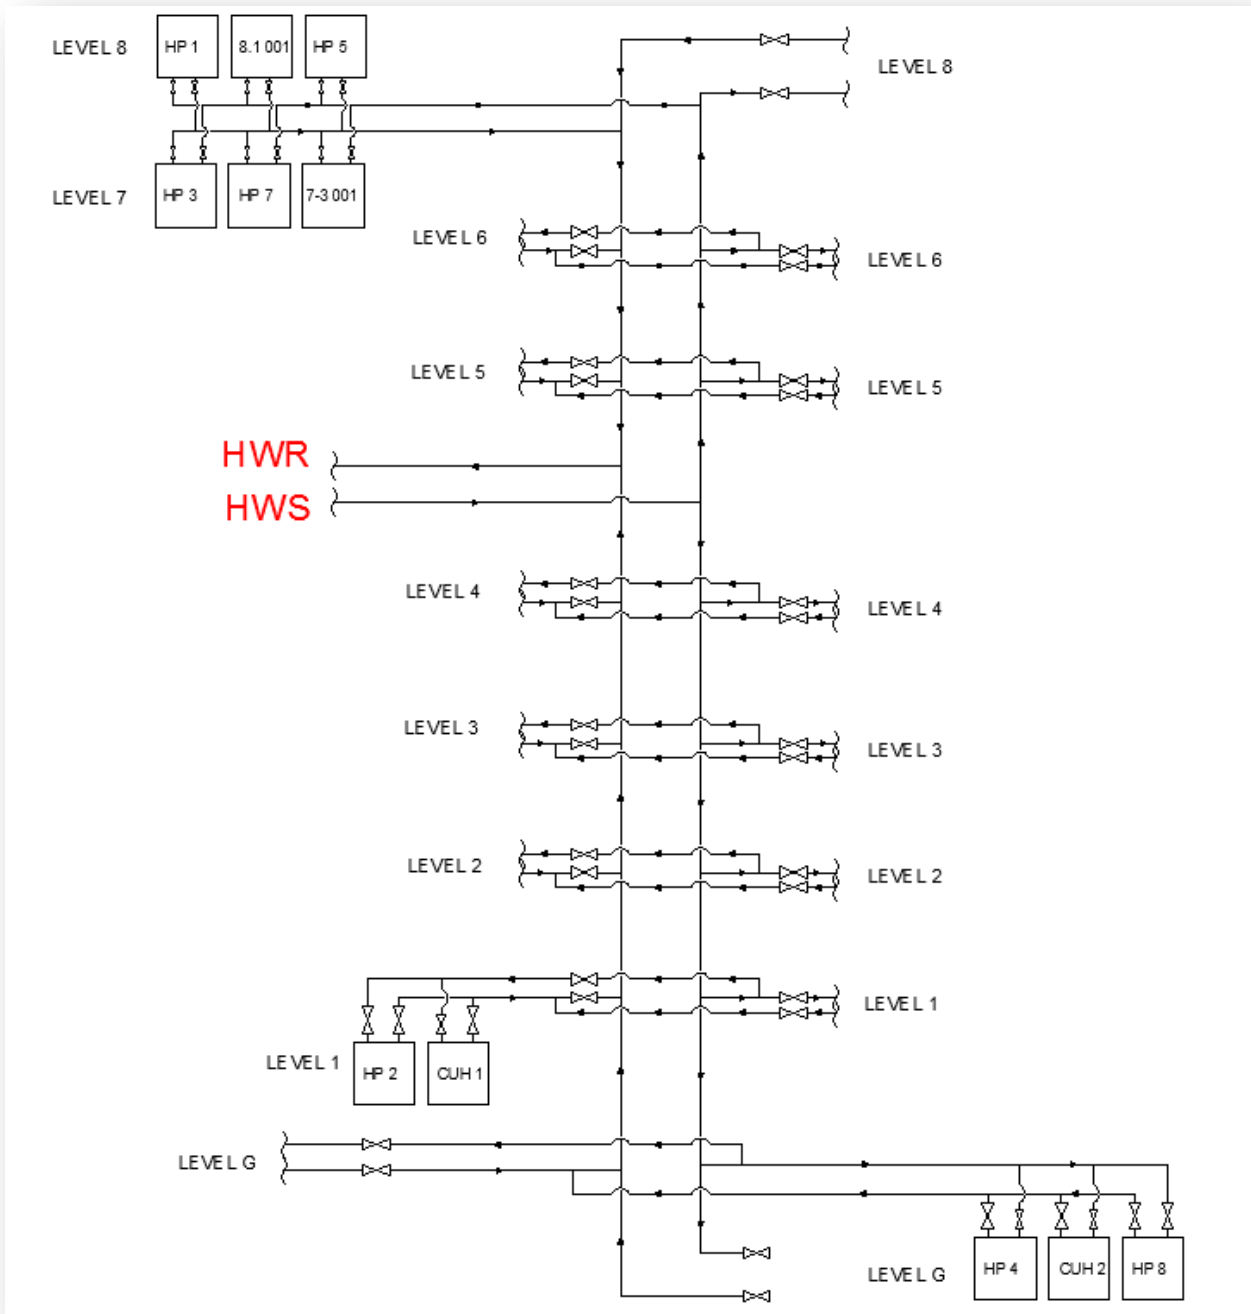 LEVEL 8
HP 1
8.1 001
HP 5
LEVEL 8
LEVEL 7
HP 3
HP 7
7-3 001
LEVEL 6
LEVEL 6
LEVEL 5
LEVEL 5
HWR
HWS
LEVEL 4
LEVEL 4
LEVEL 3
LEVEL 3
LEVEL 2
LEVEL 2
LEVEL 1
LEVEL 1
HP 2
CUH 1
LEVEL G
LEVEL G
HP 4
CUH 2
HP 8